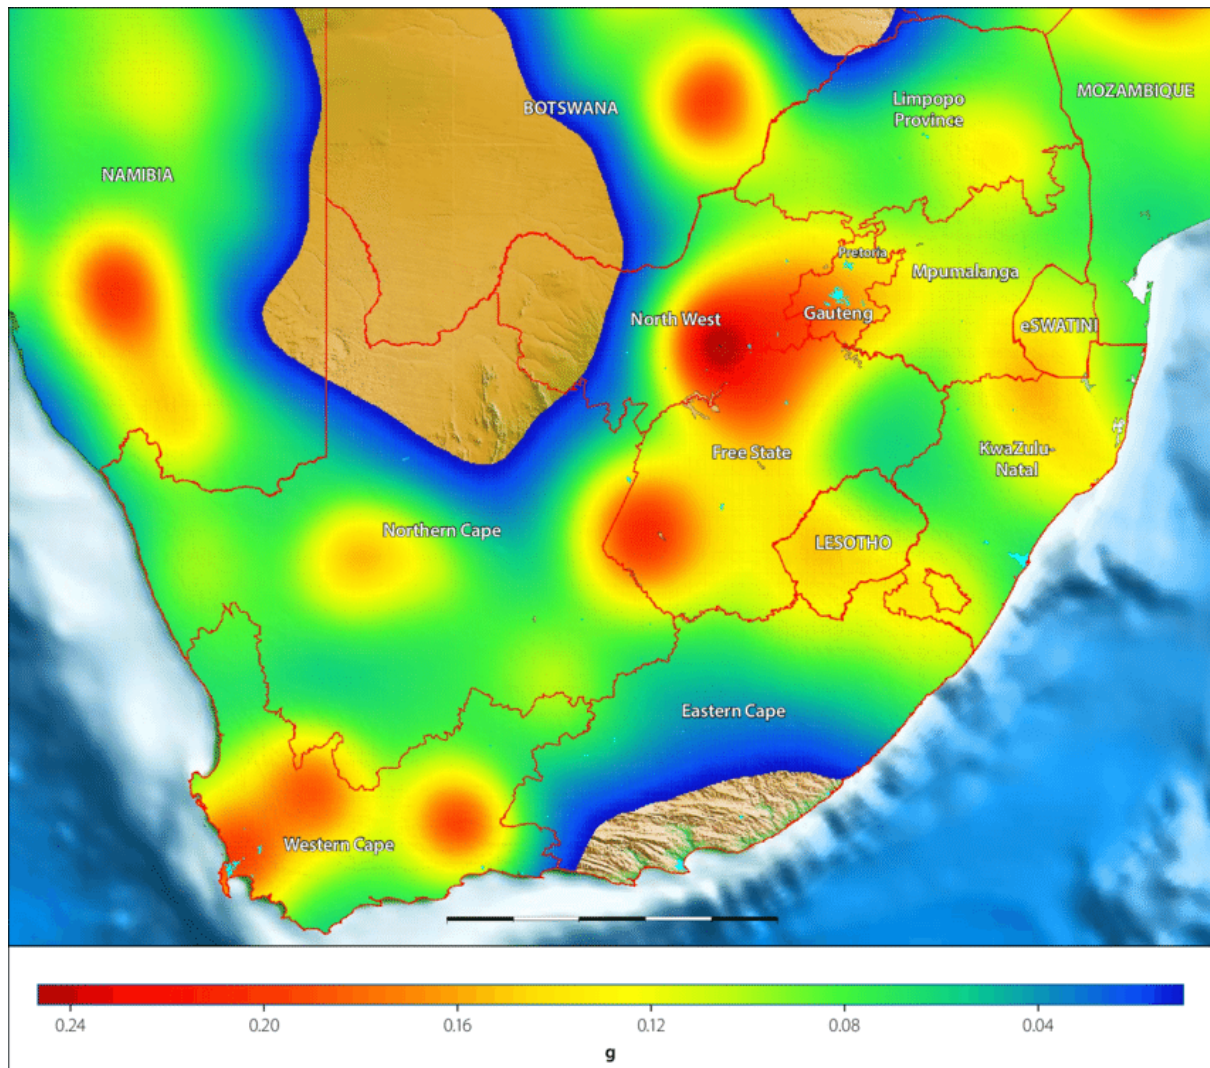 BOTSWANA
Limpopo
Province
MOZAMBIQUE
NAMIBIA
Pretoria
Mpumalanga
North West
Gauteng
eSWATINI
Free State
KwaZulu-
Natal
Northern Cape
LESOTHO
Eastern Cape
Western Cape
0.24 0.20 0.16 0.12 0.08 0.04
g